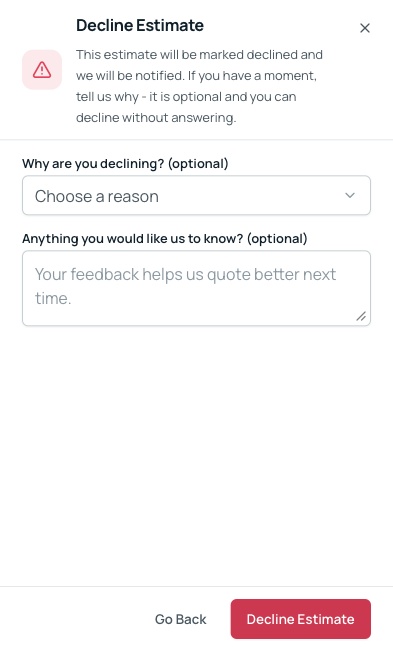 Decline Estimate
This estimate will be marked declined and
we will be notified. If you have a moment,
tell us why - it is optional and you can
decline without answering.
Why are you declining? (optional)
Choose a reason
Anything you would like us to know? (optional)
Your feedback helps us quote better next
time.
Go Back
Decline Estimate